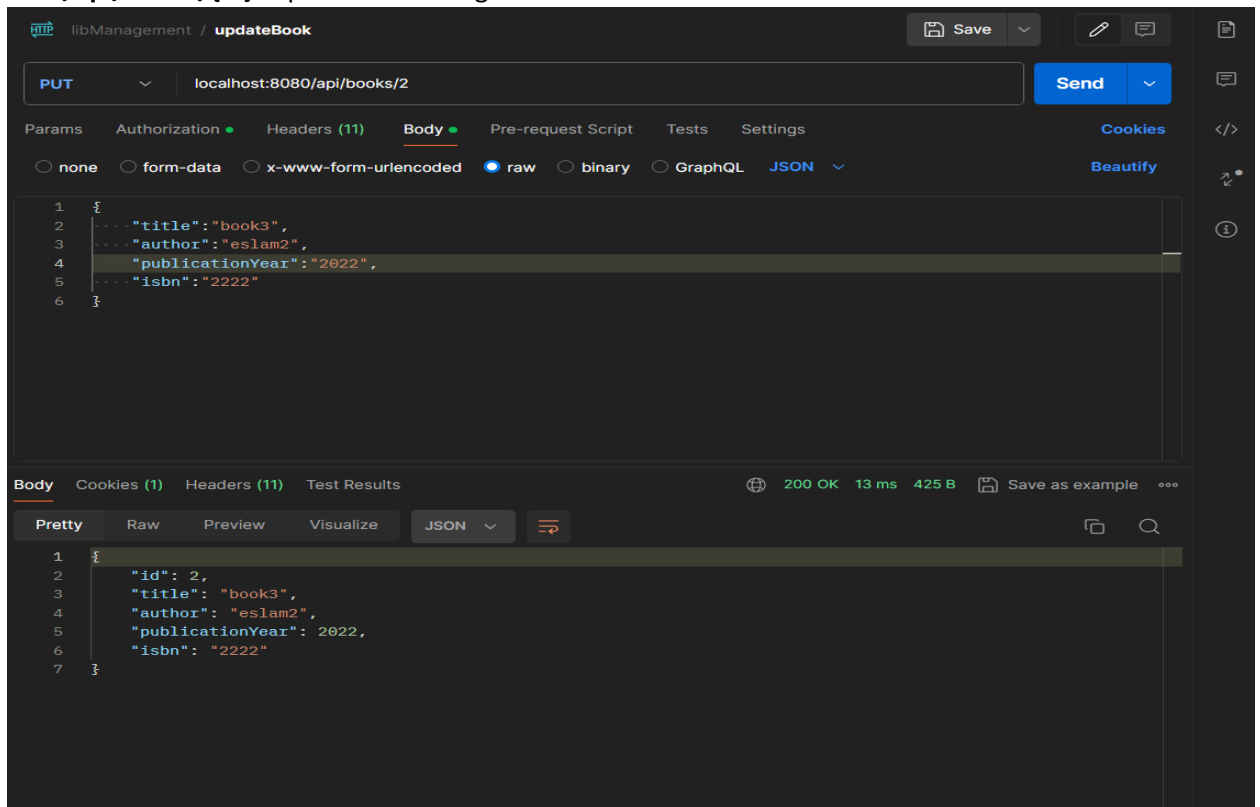 HTTP libManagement / updateBook Save
PUT localhost:8080/api/books/2 Send
Params Authorization Headers (11) Body Pre-request Script Tests Settings Cookies
none form-data x-www-form-urlencoded raw binary GraphQL JSON Beautify
1 {
2 "title":"book3",
3 "author":"eslam2",
4 "publicationYear":"2022",
5 "isbn":"2222"
6 }
Body Cookies (1) Headers (11) Test Results 200 OK 13 ms 425 B Save as example
Pretty Raw Preview Visualize JSON
1 {
2 "id": 2,
3 "title": "book3",
4 "author": "eslam2",
5 "publicationYear": 2022,
6 "isbn": "2222"
7 }